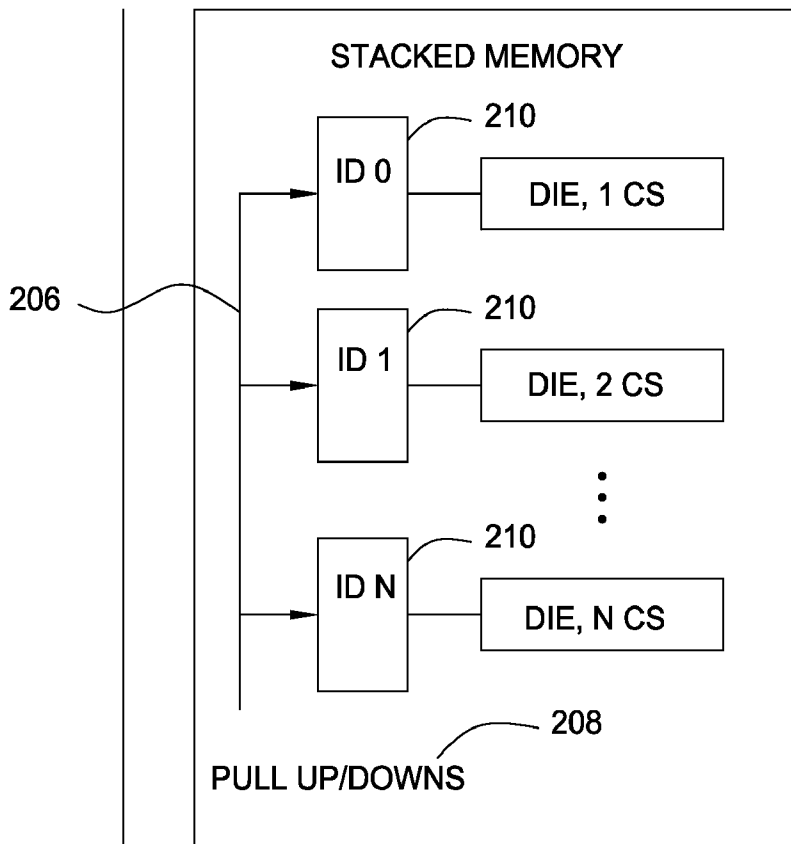 STACKED MEMORY
210
ID 0
DIE, 1 CS
206
210
ID 1
DIE, 2 CS
210
ID N
DIE, N CS
208
PULL UP/DOWNS